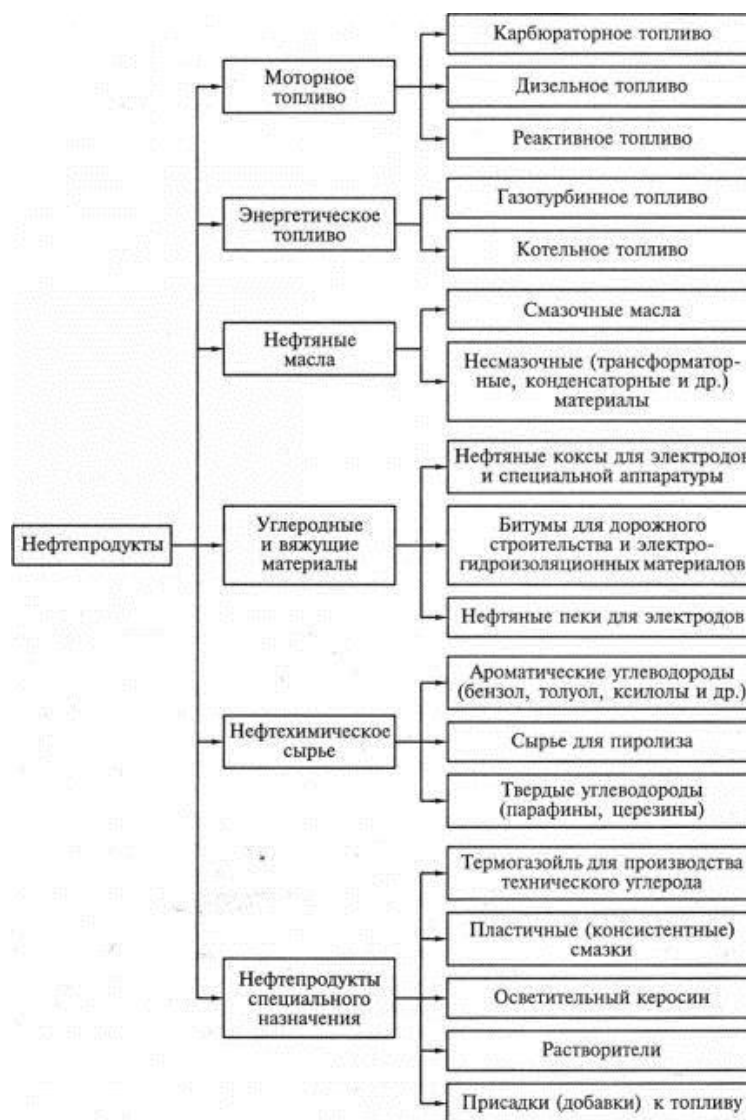 Карбюраторное топливо
Моторное
топливо
Дизельное топливо
Реактивное топливо
Энергетическое
топливо
Газотурбинное топливо
Котельное топливо
Нефтяные
масла
Смазочные масла
Несмазочные (трансформатор-
ные, конденсаторные и др.)
материалы
Нефтепродукты
Углеродные
и вяжущие
материалы
Нефтяные коксы для электродов
и специальной аппаратуры
Битумы для дорожного
строительства и электро-
гидроизоляционных материалов
Нефтяные пеки для электродов
Нефтехимическое
сырье
Ароматические углеводороды
(бензол, толуол, ксилолы и др.)
Сырье для пиролиза
Твердые углеводороды
(парафины, церезины)
Нефтепродукты
специального
назначения
Термогазойль для производства
технического углерода
Пластичные (консистентные)
смазки
Осветительный керосин
Растворители
Присадки (добавки) к топливу